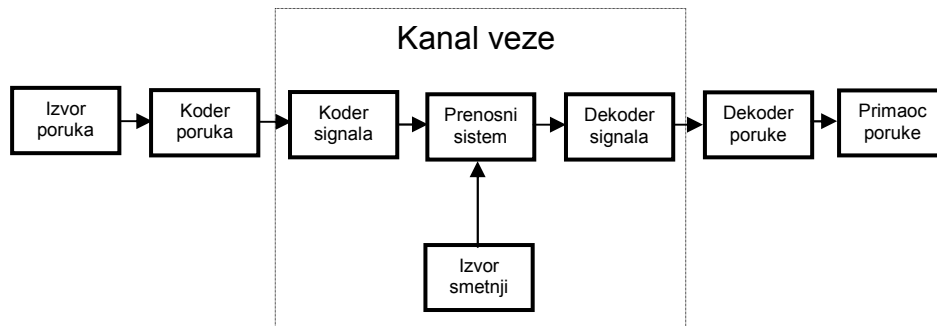 Kanal veze
Izvor
poruka
Koder
poruka
Koder
signala
Prenosni
sistem
Dekoder
signala
Dekoder
poruke
Primaoc
poruke
Izvor
smetnji